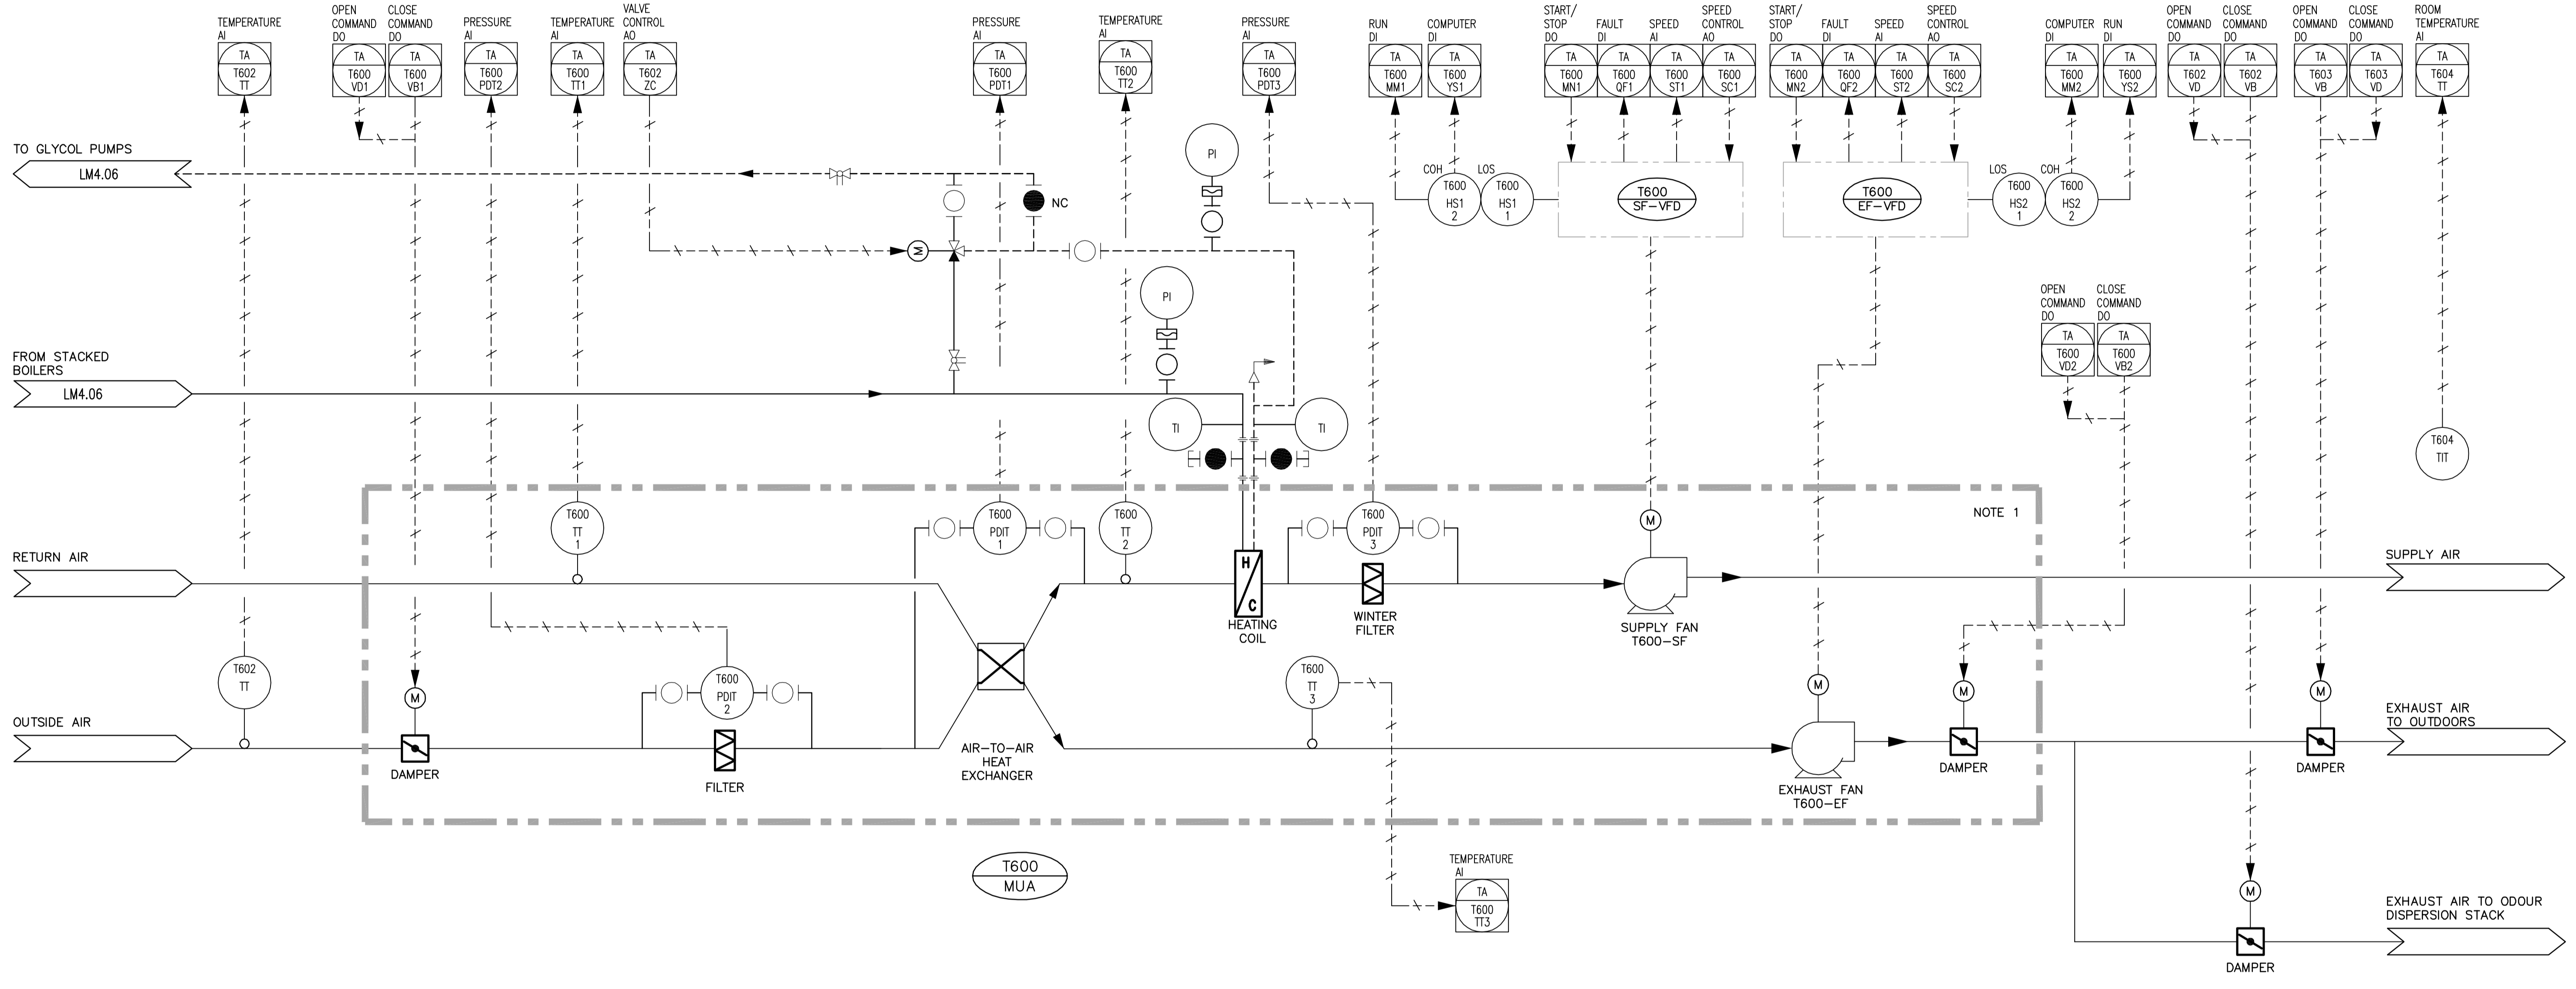 TEMPERATURE
AI
TA
T602
TT
OPEN
COMMAND
DO
TA
T600
VD1
CLOSE
COMMAND
DO
TA
T600
VB1
PRESSURE
AI
TA
T600
PDT2
TEMPERATURE
AI
TA
T600
TT1
VALVE
CONTROL
AO
TA
T602
ZC
PRESSURE
AI
TA
T600
PDT1
TEMPERATURE
AI
TA
T600
TT2
PRESSURE
AI
TA
T600
PDT3
RUN
DI
TA
T600
MM1
COMPUTER
DI
TA
T600
YS1
START/
STOP
DO
TA
T600
MN1
FAULT
DI
TA
T600
QF1
SPEED
AI
TA
T600
ST1
SPEED
CONTROL
AO
TA
T600
SC1
START/
STOP
DO
TA
T600
MN2
FAULT
DI
TA
T600
QF2
SPEED
AI
TA
T600
ST2
SPEED
CONTROL
AO
TA
T600
SC2
COMPUTER
DI
TA
T600
MM2
RUN
DI
TA
T600
YS2
OPEN
COMMAND
DO
TA
T602
VD
CLOSE
COMMAND
DO
TA
T602
VB
OPEN
COMMAND
DO
TA
T603
VB
CLOSE
COMMAND
DO
TA
T603
VD
ROOM
TEMPERATURE
AI
TA
T604
TT
TO GLYCOL PUMPS
LM4.06
NC
PI
M
COH
T600
HS1
2
LOS
T600
HS1
1
T600
SF-VFD
T600
EF-VFD
LOS
T600
HS2
1
COH
T600
HS2
2
PI
OPEN
COMMAND
DO
TA
T600
VD2
CLOSE
COMMAND
DO
TA
T600
VB2
FROM STACKED
BOILERS
LM4.06
TI
TI
T604
TIT
NOTE 1
T600
TT
1
T600
PDIT
1
T600
TT
2
T600
PDIT
3
M
RETURN AIR
SUPPLY AIR
H
C
HEATING
COIL
WINTER
FILTER
SUPPLY FAN
T600-SF
T602
TT
M
T600
PDIT
2
T600
TT
3
M
M
M
OUTSIDE AIR
EXHAUST AIR
TO OUTDOORS
DAMPER
FILTER
AIR-TO-AIR
HEAT
EXCHANGER
EXHAUST FAN
T600-EF
DAMPER
DAMPER
T600
MUA
TEMPERATURE
AI
TA
T600
TT3
M
EXHAUST AIR TO ODOUR
DISPERSION STACK
DAMPER